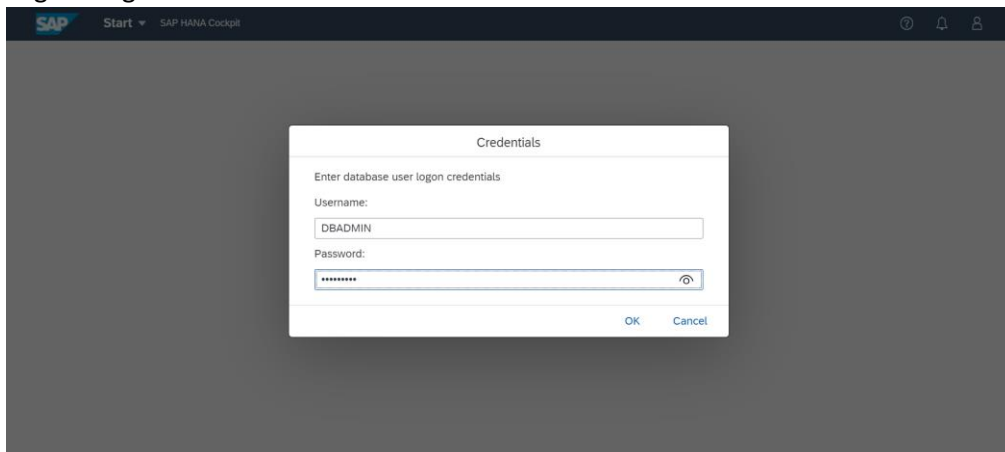 SAP Start SAP HANA Cockpit
Credentials
Enter database user logon credentials
Username:
DBADMIN
Password:
•••••••••
OK Cancel